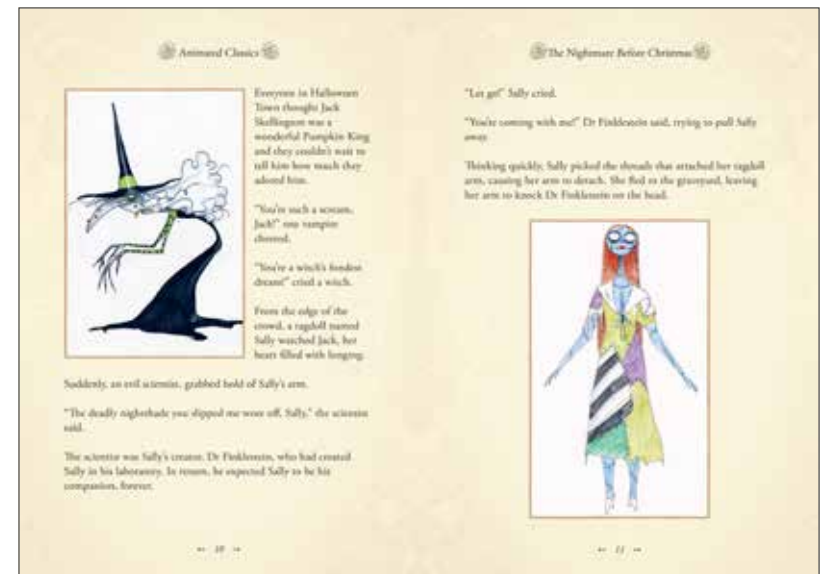 Animated Classics
Everyone in Halloween
Town thought Jack
Skellington was a
wonderful Pumpkin King
and they couldn't wait to
tell him how much they
adored him.
"You're such a scream,
Jack!" one vampire
cheered.
"You're a witch's fondest
dream!" cried a witch.
From the edge of the
crowd, a ragdoll named
Sally watched Jack, her
heart filled with longing.
Suddenly, an evil scientist, grabbed hold of Sally's arm.
"The deadly nightshade you slipped me wore off, Sally," the scientist
said.
The scientist was Sally's creator, Dr Finklestein, who had created
Sally in his laboratory. In return, he expected Sally to be his
companion, forever.
10
The Nightmare Before Christmas
"Let go!" Sally cried.
"You're coming with me!" Dr Finklestein said, trying to pull Sally
away.
Thinking quickly, Sally picked the threads that attached her ragdoll
arm, causing her arm to detach. She fled to the graveyard, leaving
her arm to knock Dr Finklestein on the head.
11